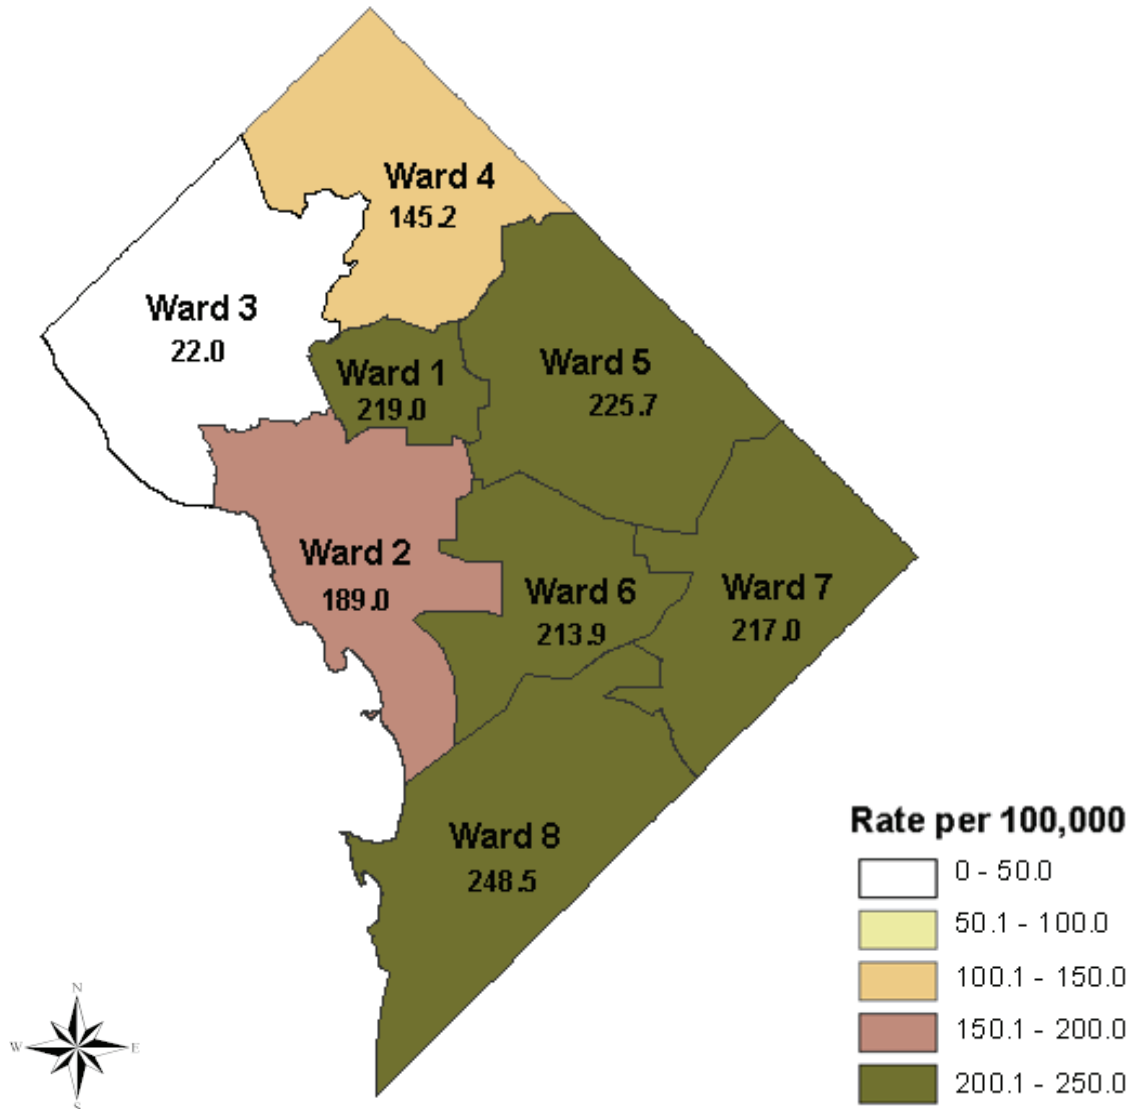 Ward 4
145.2
Ward 3
22.0
Ward 1
219.0
Ward 5
225.7
Ward 2
189.0
Ward 6
213.9
Ward 7
217.0
Ward 8
248.5
Rate per 100,000
0 - 50.0
50.1 - 100.0
100.1 - 150.0
150.1 - 200.0
200.1 - 250.0
N
W
E
S